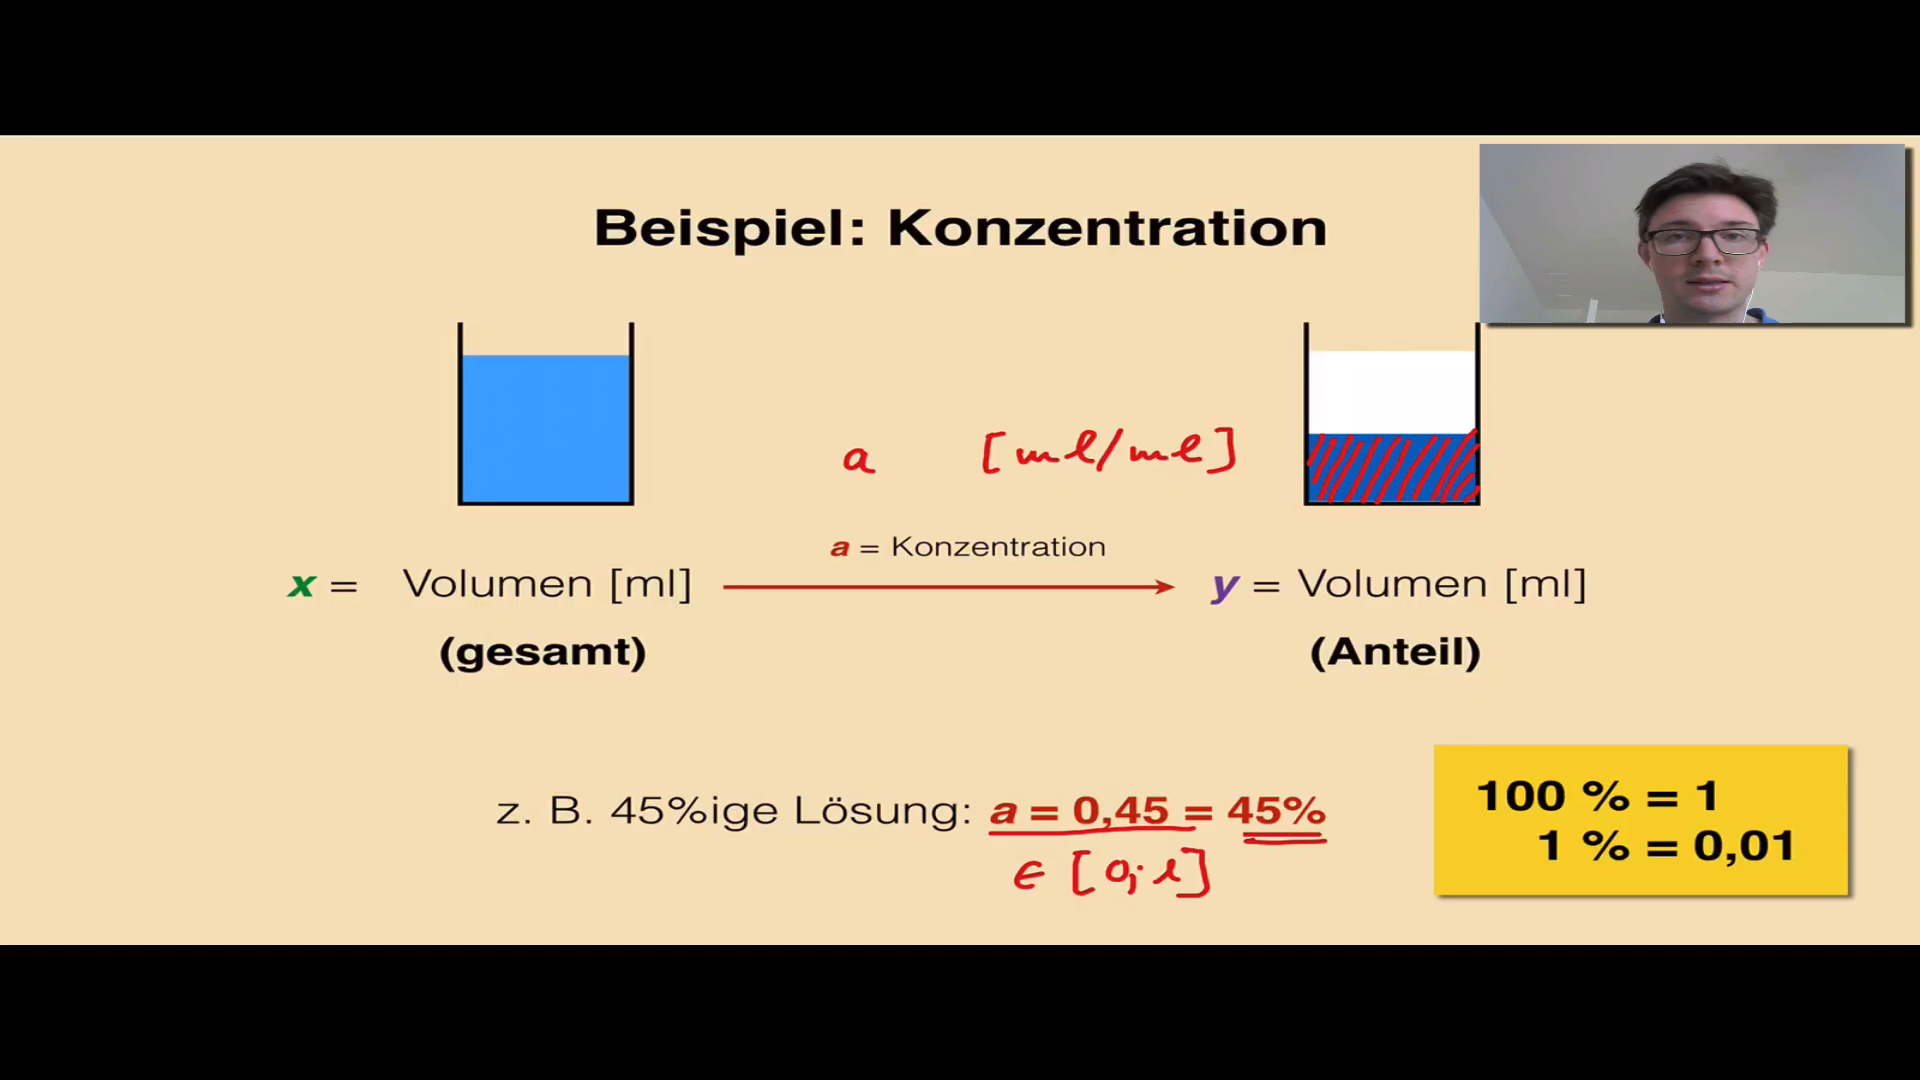 Beispiel: Konzentration
a [ml/ml]
a = Konzentration
x = Volumen [ml]
y = Volumen [ml]
(gesamt)
(Anteil)
z. B. 45%ige Lösung: a = 0,45 = 45%
∈ [0; 1]
100 % = 1
1 % = 0,01